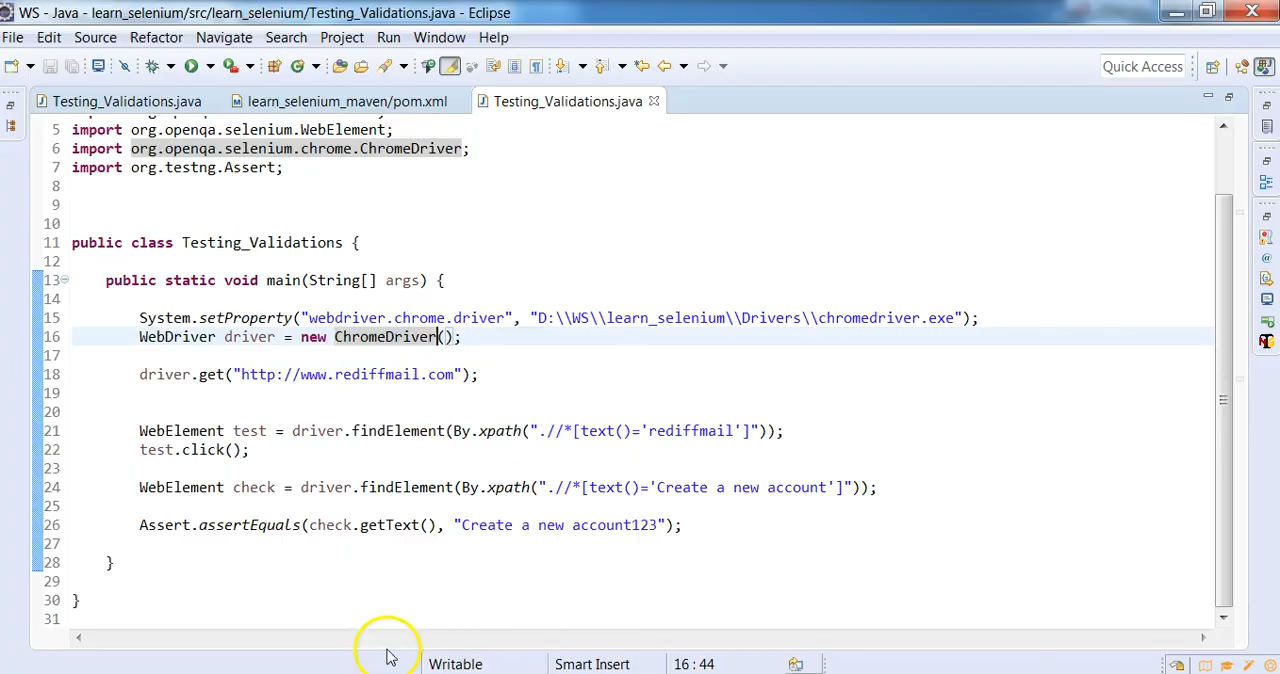 WS - Java - learn_selenium/src/learn_selenium/Testing_Validations.java - Eclipse
File Edit Source Refactor Navigate Search Project Run Window Help
Quick Access
Testing_Validations.java learn_selenium_maven/pom.xml Testing_Validations.java
5 import org.openqa.selenium.WebElement;
6 import org.openqa.selenium.chrome.ChromeDriver;
7 import org.testng.Assert;
8
9
10
11 public class Testing_Validations {
12
13 public static void main(String[] args) {
14
15 System.setProperty("webdriver.chrome.driver", "D:\\WS\\learn_selenium\\Drivers\\chromedriver.exe");
16 WebDriver driver = new ChromeDriver();
17
18 driver.get("http://www.rediffmail.com");
19
20
21 WebElement test = driver.findElement(By.xpath(".//*[text()='rediffmail']"));
22 test.click();
23
24 WebElement check = driver.findElement(By.xpath(".//*[text()='Create a new account']"));
25
26 Assert.assertEquals(check.getText(), "Create a new account123");
27
28 }
29
30 }
31
Writable Smart Insert 16 : 44